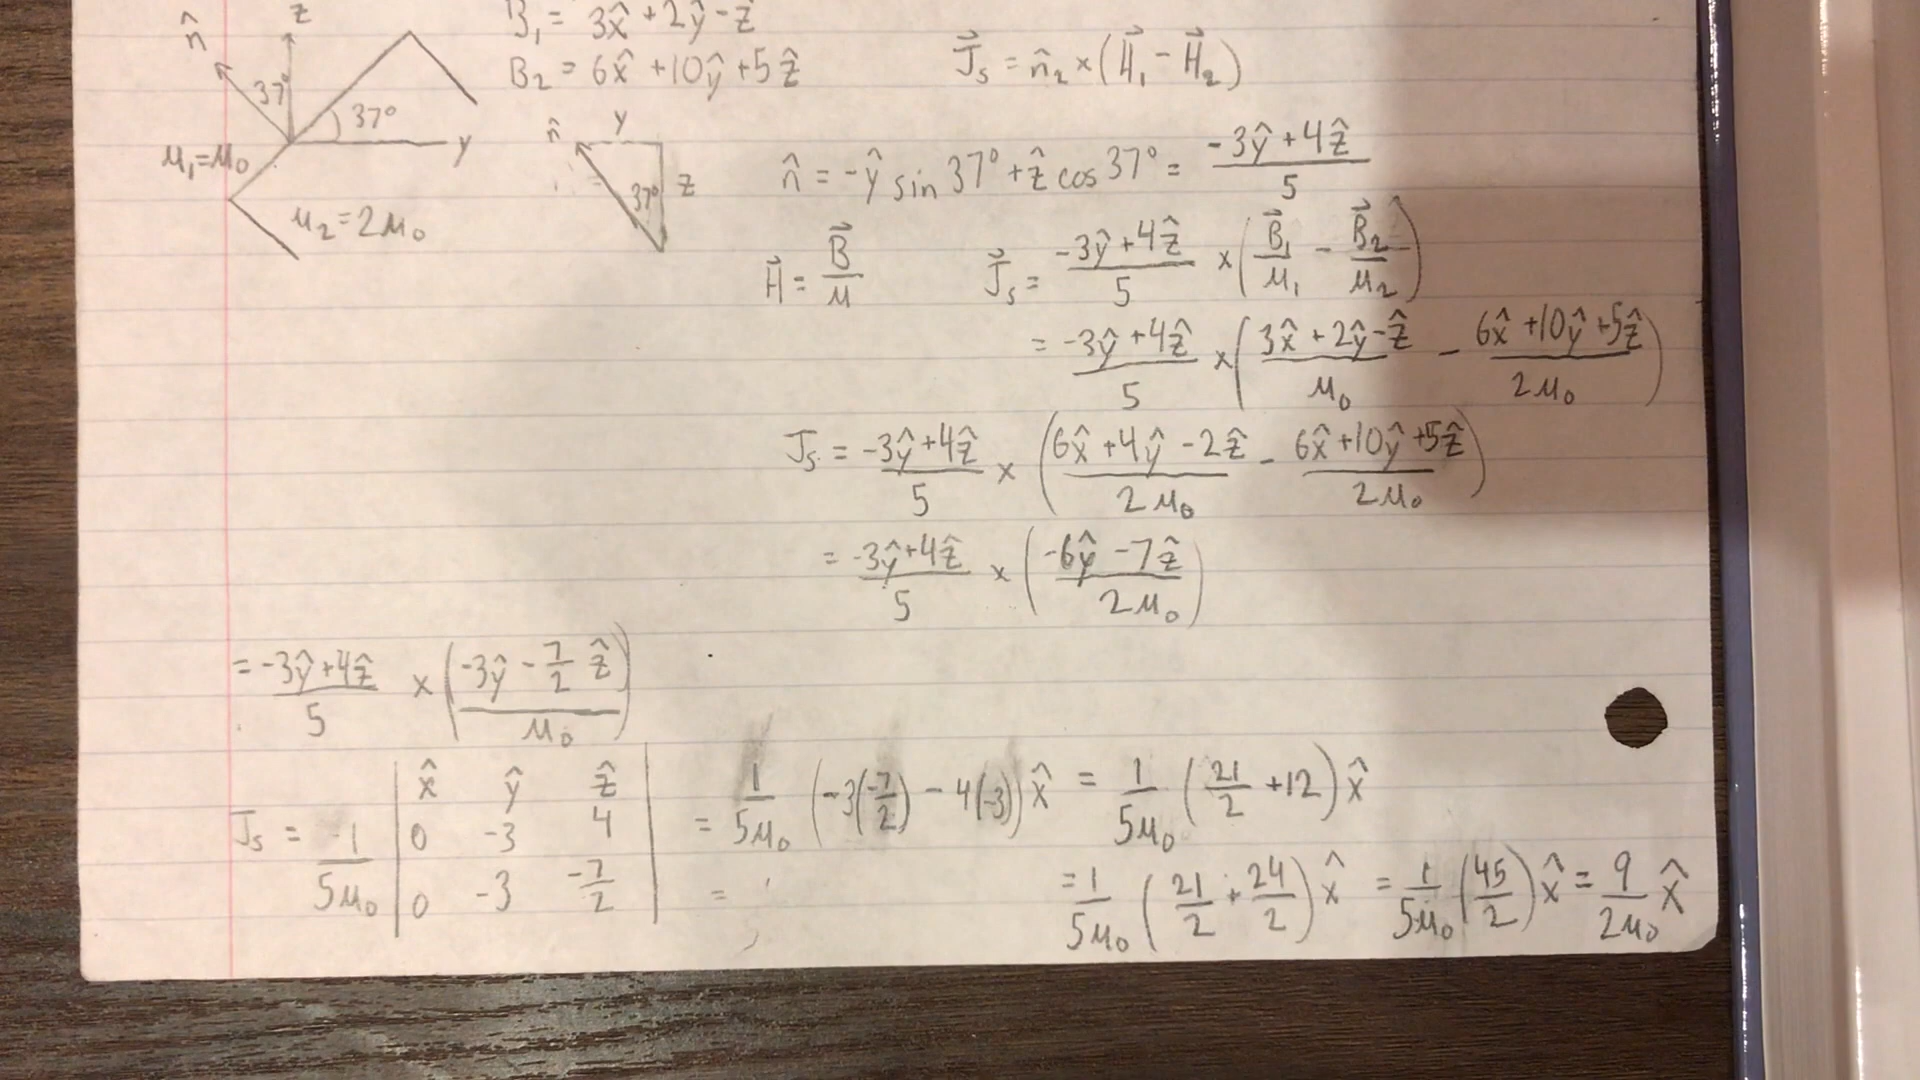 n̂ z B₁ = 3x̂ + 2ŷ - ẑ
B₂ = 6x̂ + 10ŷ + 5ẑ J⃗s = n̂₂ × (H⃗₁ - H⃗₂)
37° 37° y
μ₁ = μ₀
μ₂ = 2μ₀
n̂ y 37° z
n̂ = -ŷ sin 37° + ẑ cos 37° = (-3ŷ + 4ẑ)/5
H⃗ = B⃗/μ J⃗s = (-3ŷ + 4ẑ)/5 × (B⃗₁/μ₁ - B⃗₂/μ₂)
= (-3ŷ + 4ẑ)/5 × ((3x̂ + 2ŷ - ẑ)/μ₀ - (6x̂ + 10ŷ + 5ẑ)/2μ₀)
Js = (-3ŷ + 4ẑ)/5 × ((6x̂ + 4ŷ - 2ẑ)/2μ₀ - (6x̂ + 10ŷ + 5ẑ)/2μ₀)
= (-3ŷ + 4ẑ)/5 × ((-6ŷ - 7ẑ)/2μ₀)
= (-3ŷ + 4ẑ)/5 × ((-3ŷ - 7/2 ẑ)/μ₀)
Js = 1/5μ₀ | x̂ ŷ ẑ | 0 -3 4 | 0 -3 -7/2 | = 1/5μ₀ (-3(-7/2) - 4(-3)) x̂ = 1/5μ₀ (21/2 + 12) x̂
= = 1/5μ₀ (21/2 + 24/2) x̂ = 1/5μ₀ (45/2) x̂ = 9/2μ₀ x̂